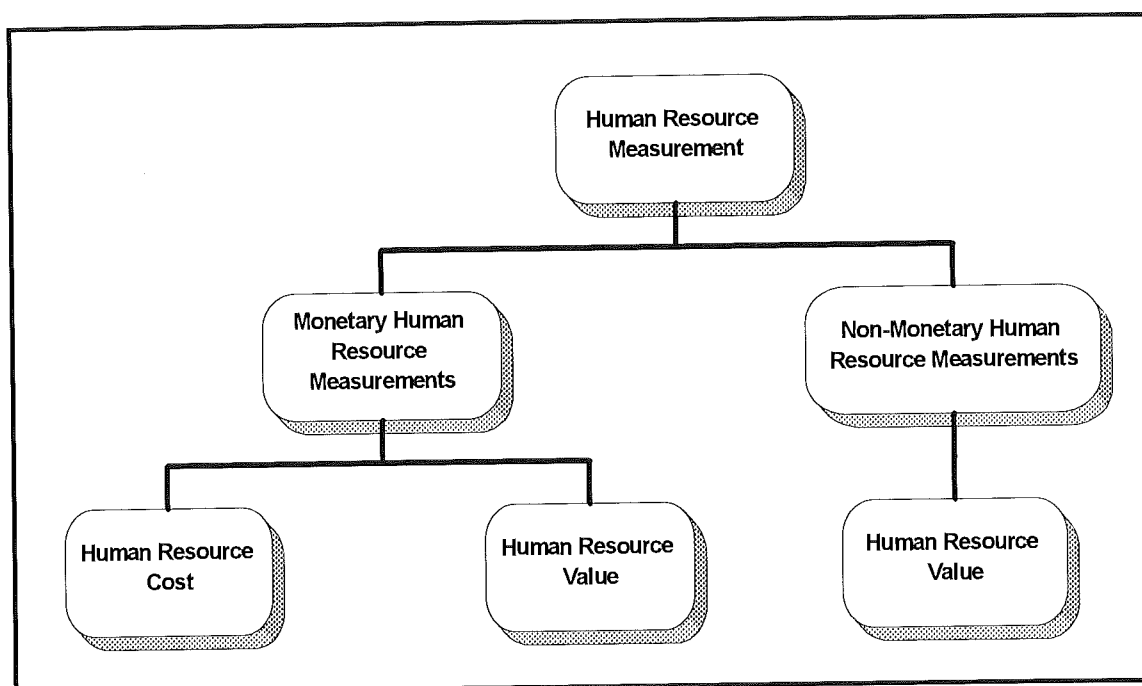 Human Resource
Measurement
Monetary Human
Resource
Measurements
Non-Monetary Human
Resource Measurements
Human Resource
Cost
Human Resource
Value
Human Resource
Value